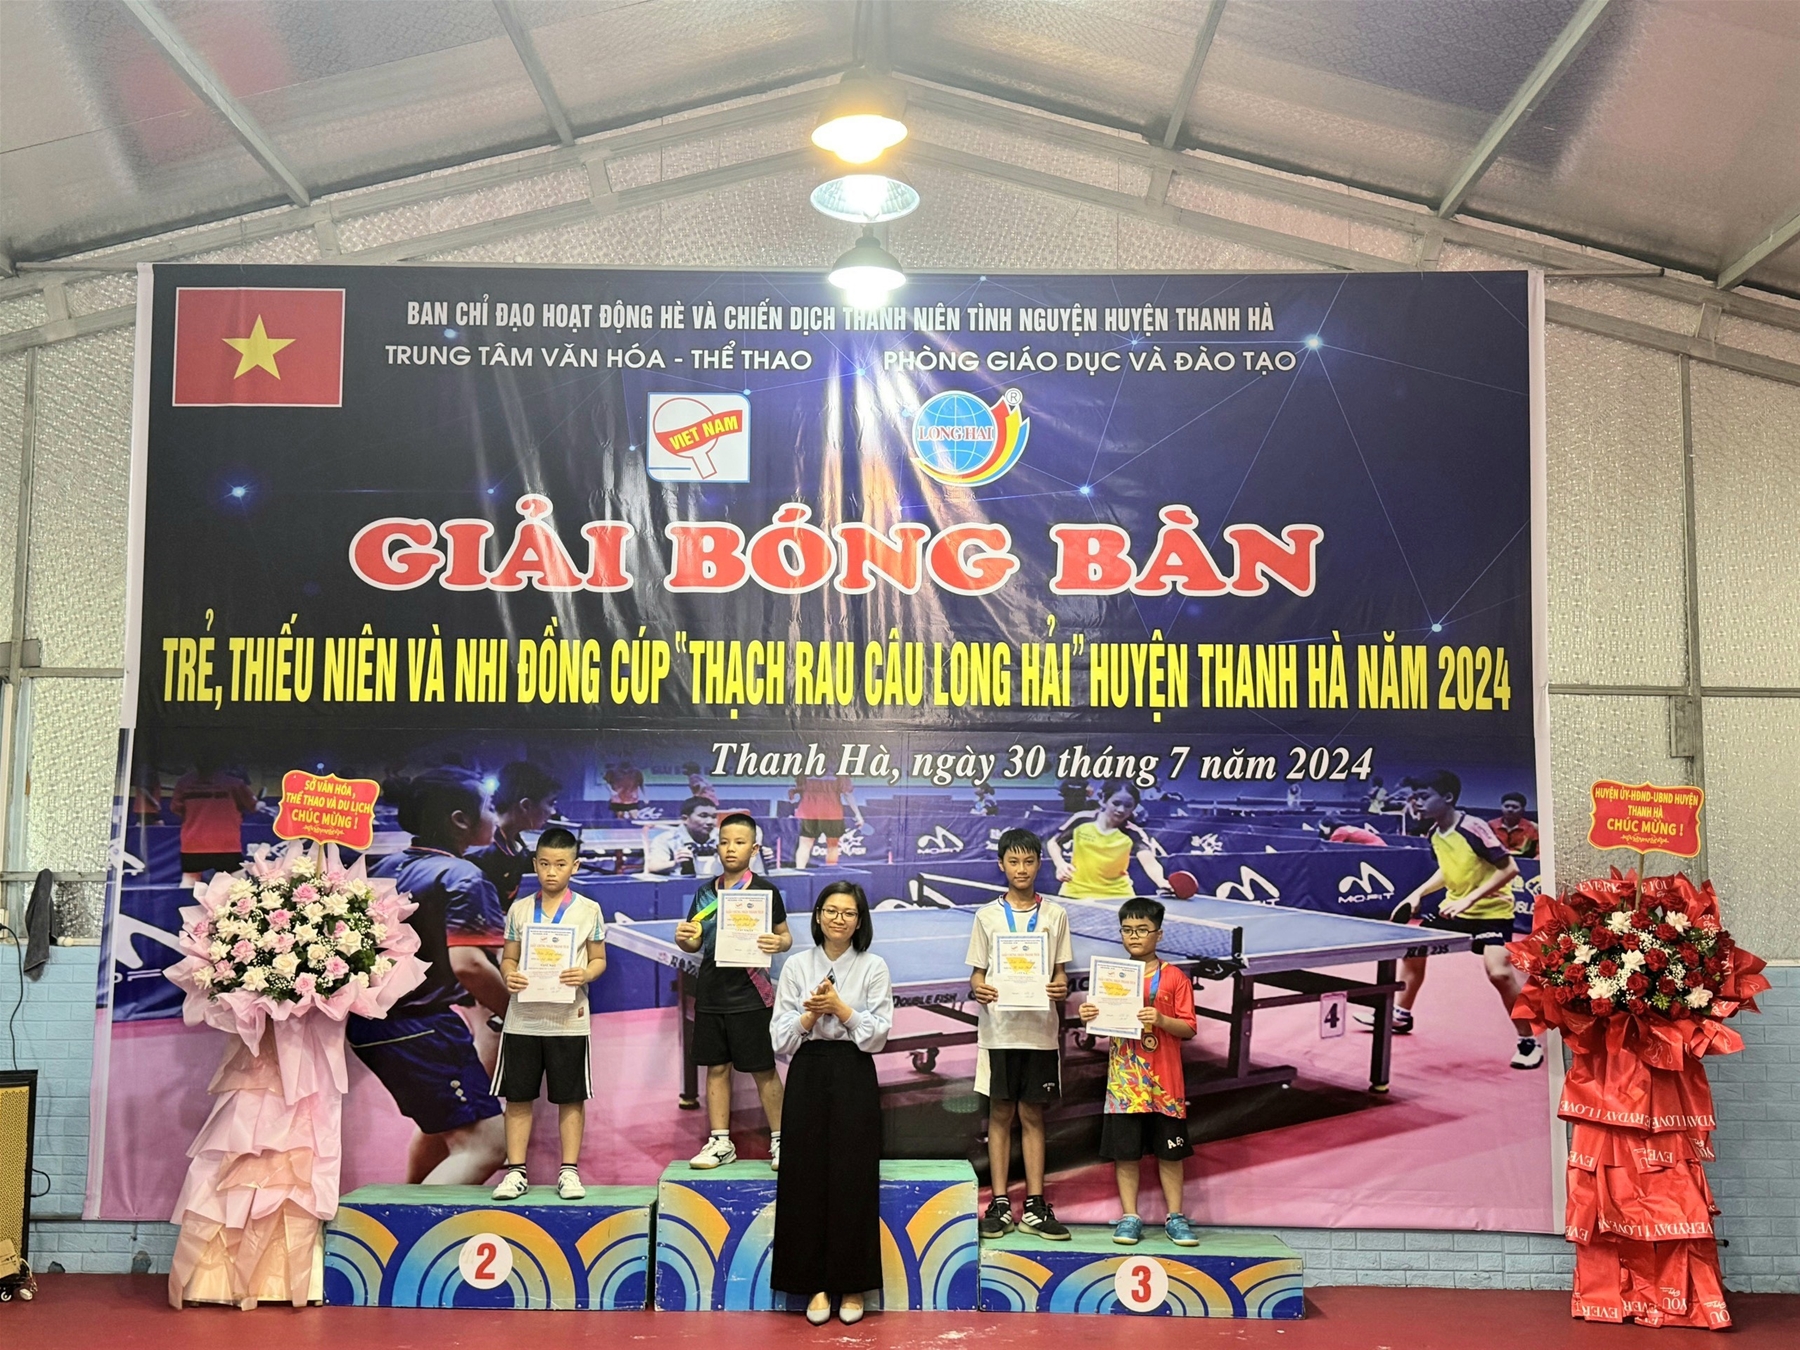 BAN CHỈ ĐẠO HOẠT ĐỘNG HÈ VÀ CHIẾN DỊCH THANH NIÊN TÌNH NGUYỆN HUYỆN THANH HÀ
TRUNG TÂM VĂN HÓA - THỂ THAO
PHÒNG GIÁO DỤC VÀ ĐÀO TẠO
VIET NAM
LONG HAI
®
GIẢI BÓNG BÀN
TRẺ, THIẾU NIÊN VÀ NHI ĐỒNG CÚP "THẠCH RAU CÂU LONG HẢI" HUYỆN THANH HÀ NĂM 2024
Thanh Hà, ngày 30 tháng 7 năm 2024
SỞ VĂN HÓA,
THỂ THAO VÀ DU LỊCH
CHÚC MỪNG !
HUYỆN ỦY-HĐND-UBND HUYỆN
THANH HÀ
CHÚC MỪNG !
MOFIT
DOUBLE FISH
4
2
3